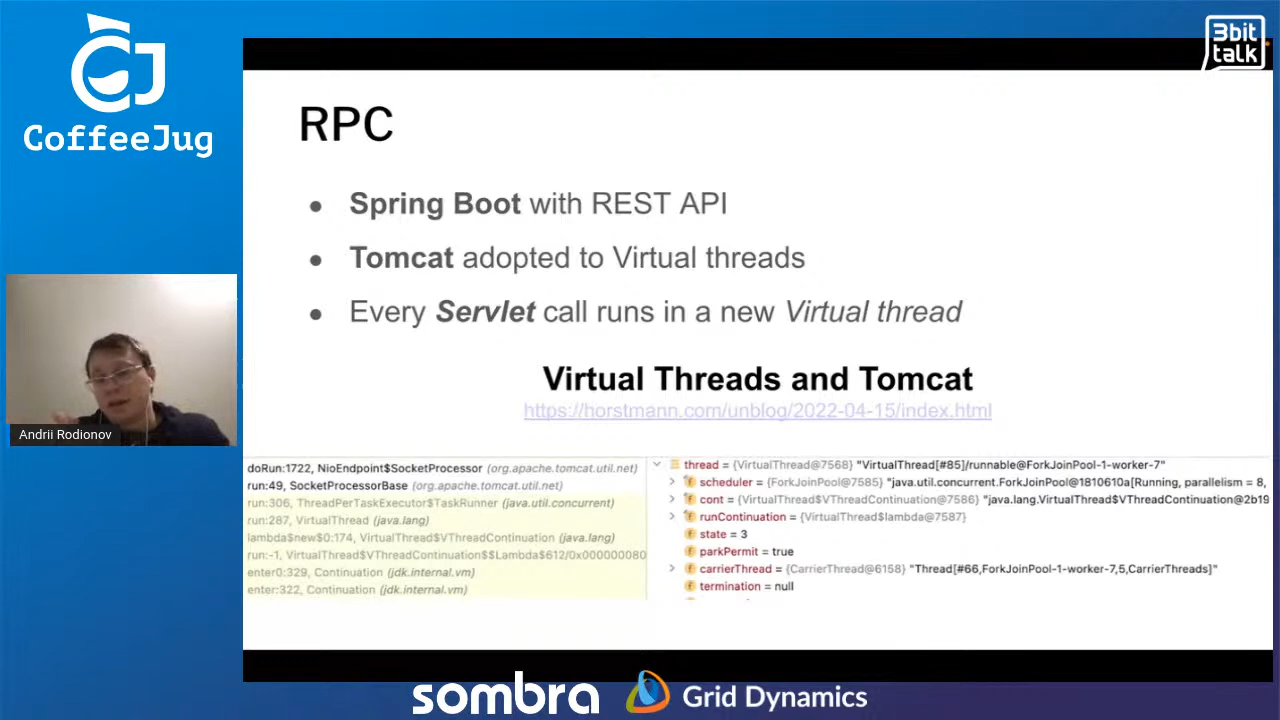 CoffeeJug
3bit
talk
RPC
● Spring Boot with REST API
● Tomcat adopted to Virtual threads
● Every Servlet call runs in a new Virtual thread
Virtual Threads and Tomcat
https://horstmann.com/unblog/2022-04-15/index.html
doRun:1722, NioEndpoint$SocketProcessor (org.apache.tomcat.util.net)
run:49, SocketProcessorBase (org.apache.tomcat.util.net)
run:306, ThreadPerTaskExecutor$TaskRunner (java.util.concurrent)
run:287, VirtualThread (java.lang)
lambda$new$0:174, VirtualThread$VThreadContinuation (java.lang)
run:-1, VirtualThread$VThreadContinuation$$Lambda$612/0x000000080
enter0:329, Continuation (jdk.internal.vm)
enter:322, Continuation (jdk.internal.vm)
thread = {VirtualThread@7568} "VirtualThread[#85]/runnable@ForkJoinPool-1-worker-7"
scheduler = {ForkJoinPool@7585} "java.util.concurrent.ForkJoinPool@1810610a[Running, parallelism = 8,
cont = {VirtualThread$VThreadContinuation@7586} "java.lang.VirtualThread$VThreadContinuation@2b19
runContinuation = {VirtualThread$lambda@7587}
state = 3
parkPermit = true
carrierThread = {CarrierThread@6158} "Thread[#66,ForkJoinPool-1-worker-7,5,CarrierThreads]"
termination = null
Andrii Rodionov
sombra
Grid Dynamics